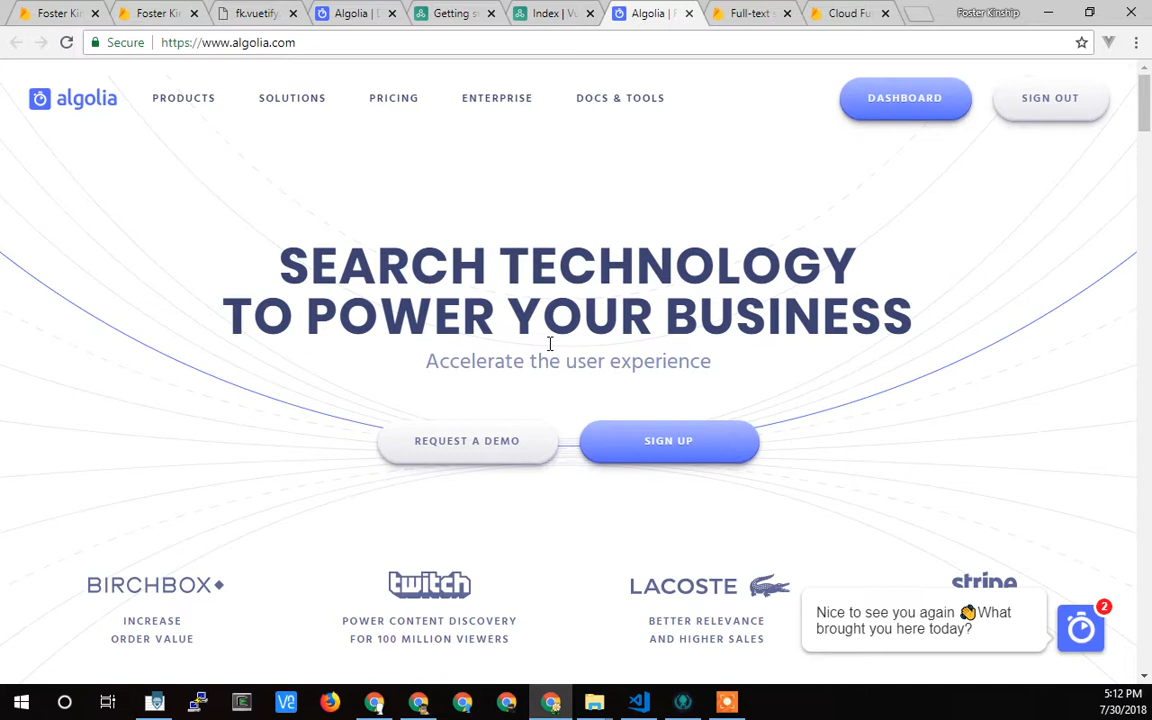 Foster Kin
Foster Kin
fk.vuetify.
Algolia | D
Getting s
Index | Vu
Algolia | F
Full-text s
Cloud Fu
Foster Kinship
Secure
https://www.algolia.com
algolia
PRODUCTS
SOLUTIONS
PRICING
ENTERPRISE
DOCS & TOOLS
DASHBOARD
SIGN OUT
SEARCH TECHNOLOGY
TO POWER YOUR BUSINESS
Accelerate the user experience
REQUEST A DEMO
SIGN UP
BIRCHBOX
twitch
LACOSTE
stripe
INCREASE
ORDER VALUE
POWER CONTENT DISCOVERY
FOR 100 MILLION VIEWERS
BETTER RELEVANCE
AND HIGHER SALES
Nice to see you again 👏What
brought you here today?
2
5:12 PM
7/30/2018